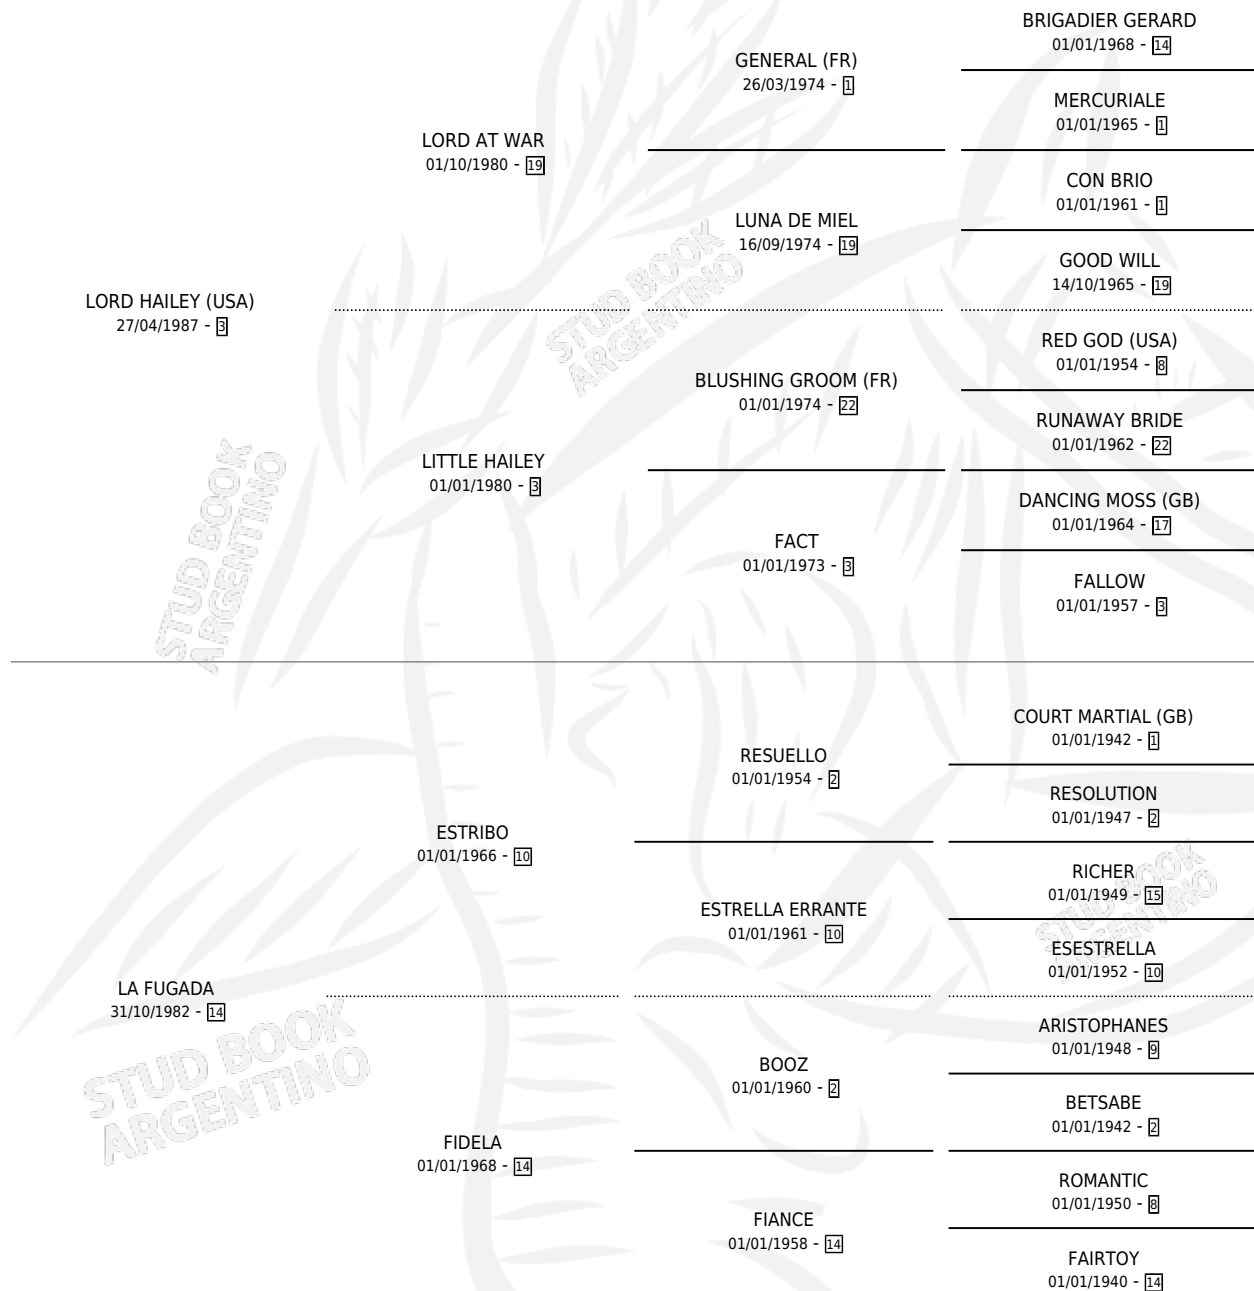 BRIGADIER GERARD
01/01/1968 - 14
GENERAL (FR)
26/03/1974 - 1
MERCURIALE
01/01/1965 - 1
LORD AT WAR
01/10/1980 - 19
CON BRIO
01/01/1961 - 1
LUNA DE MIEL
16/09/1974 - 19
GOOD WILL
14/10/1965 - 19
LORD HAILEY (USA)
27/04/1987 - 3
STUD BOOK
ARGENTINO
RED GOD (USA)
01/01/1954 - 8
BLUSHING GROOM (FR)
01/01/1974 - 22
RUNAWAY BRIDE
01/01/1962 - 22
LITTLE HAILEY
01/01/1980 - 3
STUD BOOK
ARGENTINO
DANCING MOSS (GB)
01/01/1964 - 17
FACT
01/01/1973 - 3
FALLOW
01/01/1957 - 3
COURT MARTIAL (GB)
01/01/1942 - 1
RESUELLO
01/01/1954 - 2
RESOLUTION
01/01/1947 - 2
ESTRIBO
01/01/1966 - 10
RICHER
01/01/1949 - 15
STUD BOOK
ARGENTINO
ESTRELLA ERRANTE
01/01/1961 - 10
ESESTRELLA
01/01/1952 - 10
LA FUGADA
31/10/1982 - 14
STUD BOOK
ARGENTINO
ARISTOPHANES
01/01/1948 - 9
BOOZ
01/01/1960 - 2
BETSABE
01/01/1942 - 2
FIDELA
01/01/1968 - 14
ROMANTIC
01/01/1950 - 8
FIANCE
01/01/1958 - 14
FAIRTOY
01/01/1940 - 14